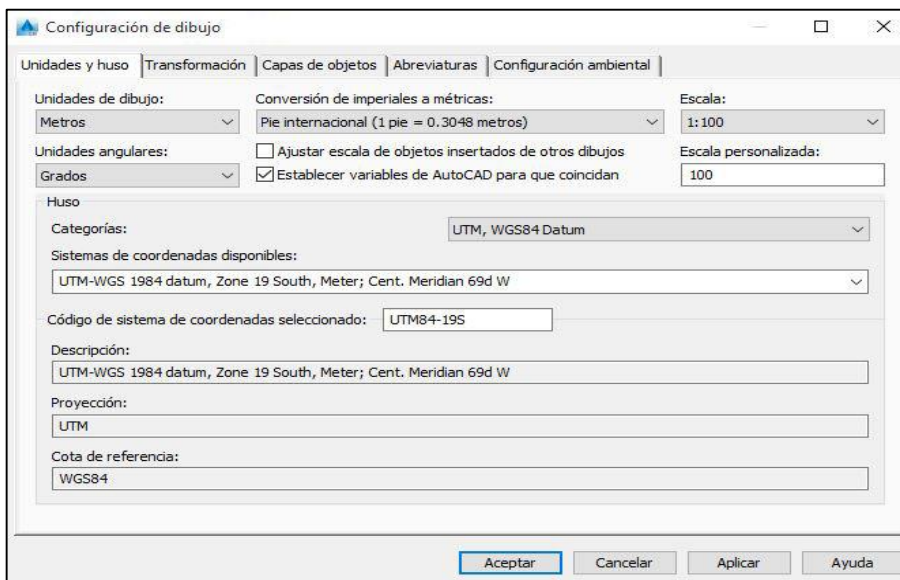 Configuración de dibujo
Unidades y huso Transformación Capas de objetos Abreviaturas Configuración ambiental
Unidades de dibujo: Conversión de imperiales a métricas: Escala:
Metros Pie internacional (1 pie = 0.3048 metros) 1:100
Unidades angulares: Ajustar escala de objetos insertados de otros dibujos Escala personalizada:
Grados Establecer variables de AutoCAD para que coincidan 100
Huso
Categorías: UTM, WGS84 Datum
Sistemas de coordenadas disponibles:
UTM-WGS 1984 datum, Zone 19 South, Meter; Cent. Meridian 69d W
Código de sistema de coordenadas seleccionado: UTM84-19S
Descripción:
UTM-WGS 1984 datum, Zone 19 South, Meter; Cent. Meridian 69d W
Proyección:
UTM
Cota de referencia:
WGS84
Aceptar Cancelar Aplicar Ayuda